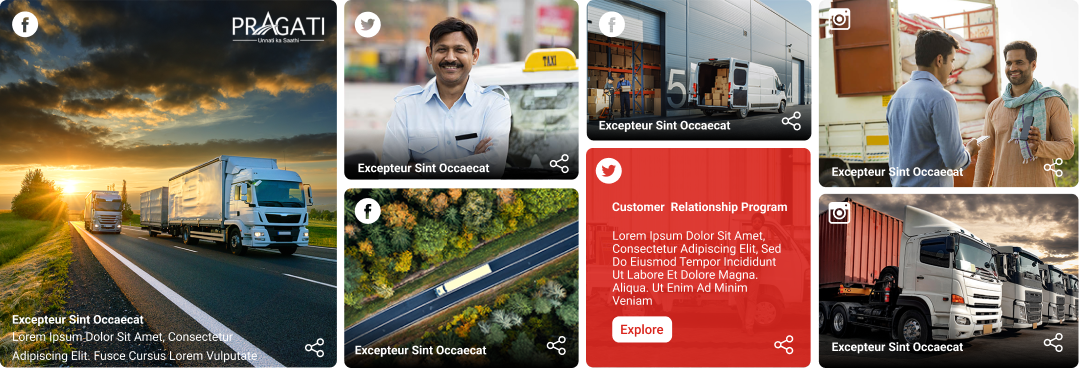 PRAGATI
Unnati ka Saathi
Excepteur Sint Occaecat
Lorem Ipsum Dolor Sit Amet, Consectetur
Adipiscing Elit. Fusce Cursus Lorem Vulputate
TAXI
Excepteur Sint Occaecat
Excepteur Sint Occaecat
5
Excepteur Sint Occaecat
Customer Relationship Program
Lorem Ipsum Dolor Sit Amet,
Consectetur Adipiscing Elit, Sed
Do Eiusmod Tempor Incididunt
Ut Labore Et Dolore Magna.
Aliqua. Ut Enim Ad Minim
Veniam
Explore
Excepteur Sint Occaecat
Excepteur Sint Occaecat